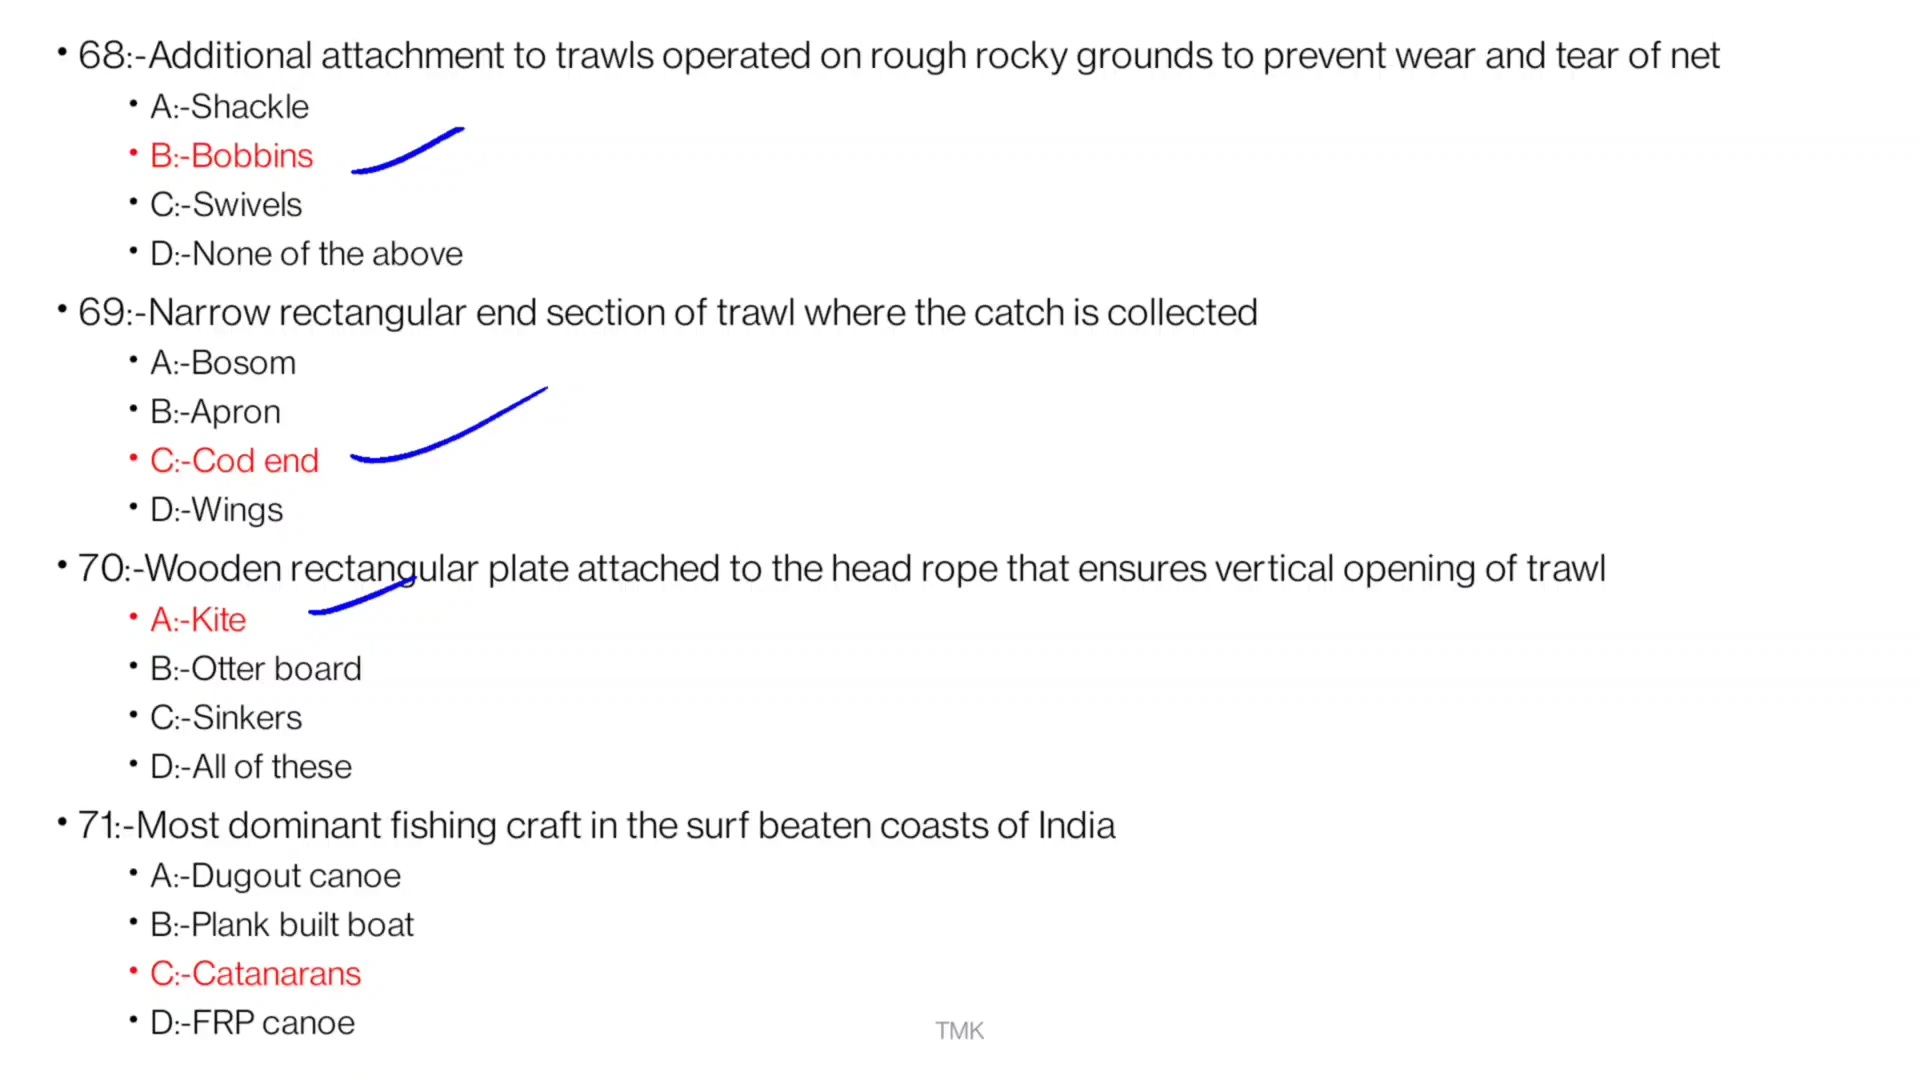 • 68:-Additional attachment to trawls operated on rough rocky grounds to prevent wear and tear of net
• A:-Shackle
• B:-Bobbins
• C:-Swivels
• D:-None of the above
• 69:-Narrow rectangular end section of trawl where the catch is collected
• A:-Bosom
• B:-Apron
• C:-Cod end
• D:-Wings
• 70:-Wooden rectangular plate attached to the head rope that ensures vertical opening of trawl
• A:-Kite
• B:-Otter board
• C:-Sinkers
• D:-All of these
• 71:-Most dominant fishing craft in the surf beaten coasts of India
• A:-Dugout canoe
• B:-Plank built boat
• C:-Catanarans
• D:-FRP canoe
TMK